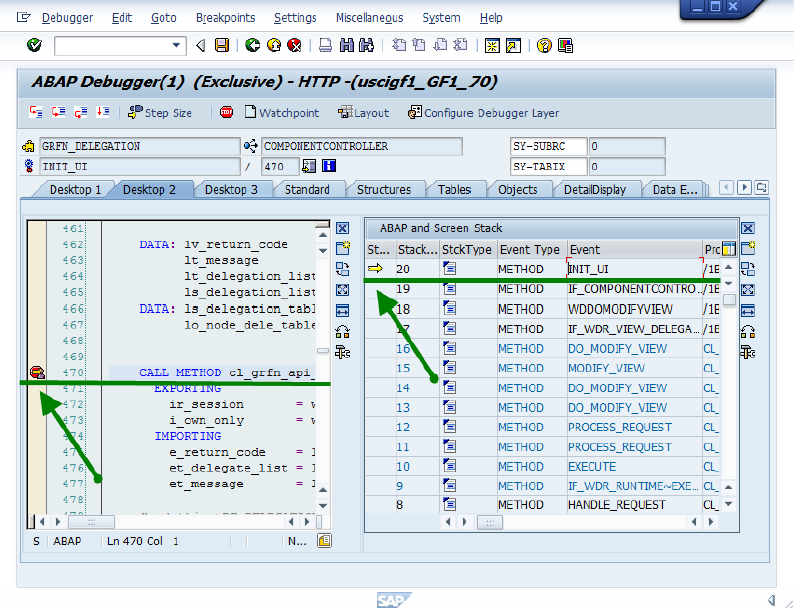 Debugger Edit Goto Breakpoints Settings Miscellaneous System Help
ABAP Debugger(1) (Exclusive) - HTTP -(uscigf1_GF1_70)
Step Size Watchpoint Layout Configure Debugger Layer
GRFN_DELEGATION COMPONENTCONTROLLER SY-SUBRC 0
INIT_UI / 470 SY-TABIX 0
Desktop 1 Desktop 2 Desktop 3 Standard Structures Tables Objects DetailDisplay Data E...
461
462 DATA: lv_return_code
463 lt_message
464 lt_delegation_list
465 ls_delegation_list
466 DATA: ls_delegation_tabl
467 lo_node_dele_table
468
469
470 CALL METHOD cl_grfn_api_
471 EXPORTING
472 ir_session = w
473 i_own_only = w
474 IMPORTING
475 e_return_code = l
476 et_delegate_list = l
477 et_message = l
478
S ABAP Ln 470 Col 1 N...
ABAP and Screen Stack
St... Stack... StckType Event Type Event Pro
20 METHOD INIT_UI /1B
19 METHOD IF_COMPONENTCONTRO... /1B
18 METHOD WDDOMODIFYVIEW /1B
17 METHOD IF_WDR_VIEW_DELEGA... /1B
16 METHOD DO_MODIFY_VIEW CL_
15 METHOD MODIFY_VIEW CL_
14 METHOD DO_MODIFY_VIEW CL_
13 METHOD DO_MODIFY_VIEW CL_
12 METHOD PROCESS_REQUEST CL_
11 METHOD PROCESS_REQUEST CL_
10 METHOD EXECUTE CL_
9 METHOD IF_WDR_RUNTIME~EXE... CL_
8 METHOD HANDLE_REQUEST CL_
SAP